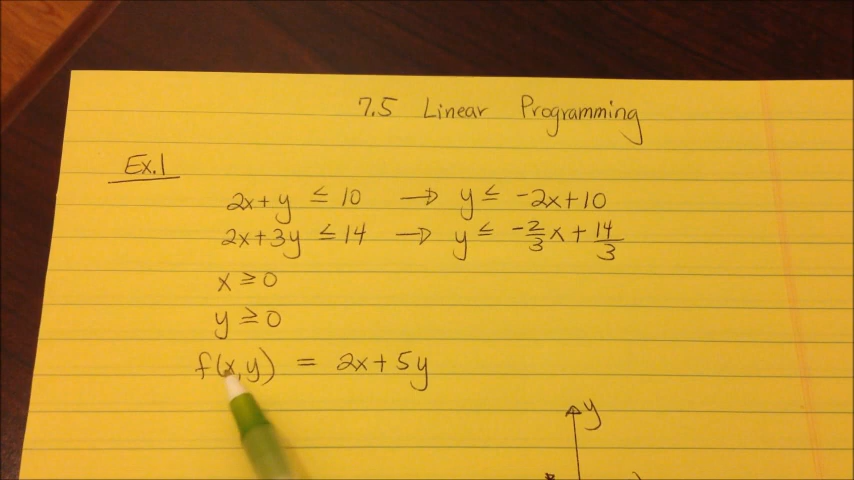 7.5 Linear Programming
Ex.1
2x+y ≤ 10 → y ≤ -2x+10
2x+3y ≤ 14 → y ≤ -2/3 x + 14/3
x ≥ 0
y ≥ 0
f(x,y) = 2x+5y
y